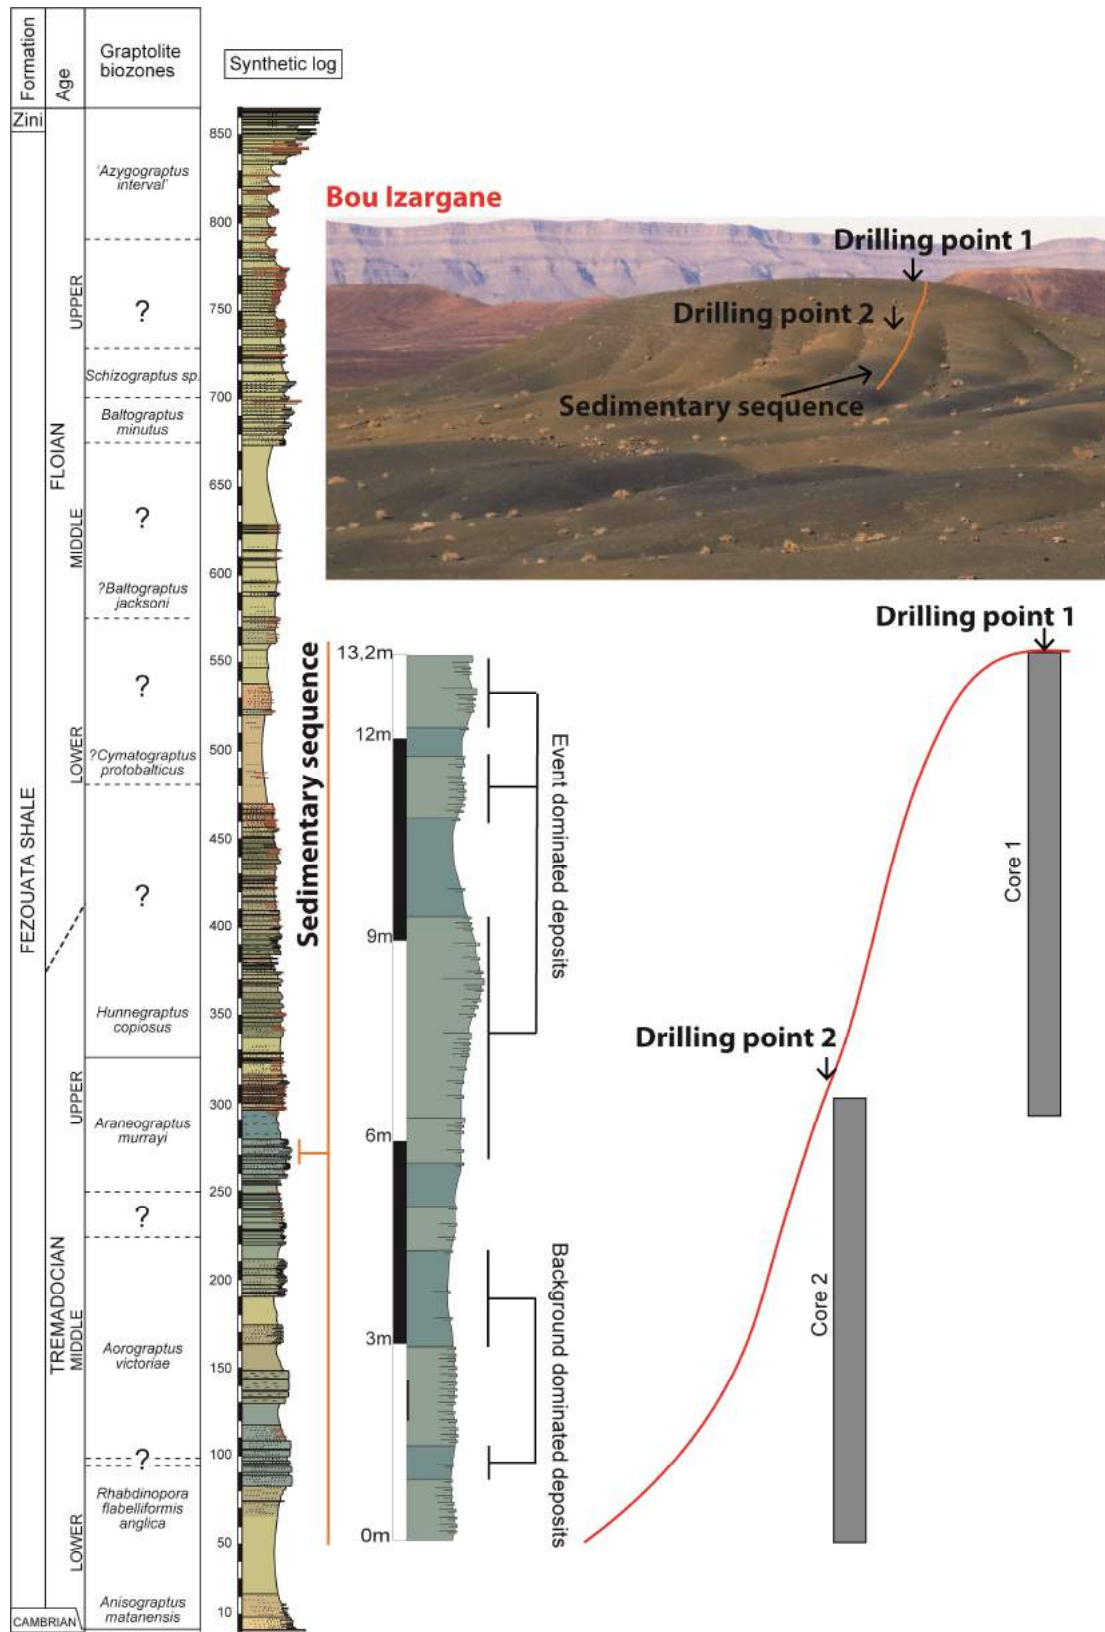 Formation
Age
Graptolite
biozones
Synthetic log
Zini
FEZOUATA SHALE
CAMBRIAN
FLOIAN
UPPER
MIDDLE
LOWER
TREMADOCIAN
UPPER
MIDDLE
LOWER
'Azygograptus
interval'
?
Schizograptus sp.
Baltograptus
minutus
?
?Baltograptus
jacksoni
?
?Cymatograptus
protobalticus
?
Hunnegraptus
copiosus
Araneograptus
murrayi
?
Aorograptus
victoriae
?
Rhabdinopora
flabelliformis
anglica
Anisograptus
matanensis
850
800
750
700
650
600
550
500
450
400
350
300
250
200
150
100
50
10
Bou Izargane
Drilling point 1
Drilling point 2
Sedimentary sequence
Sedimentary sequence
13,2m
12m
9m
6m
3m
0m
Event dominated deposits
Background dominated deposits
Drilling point 1
Core 1
Drilling point 2
Core 2